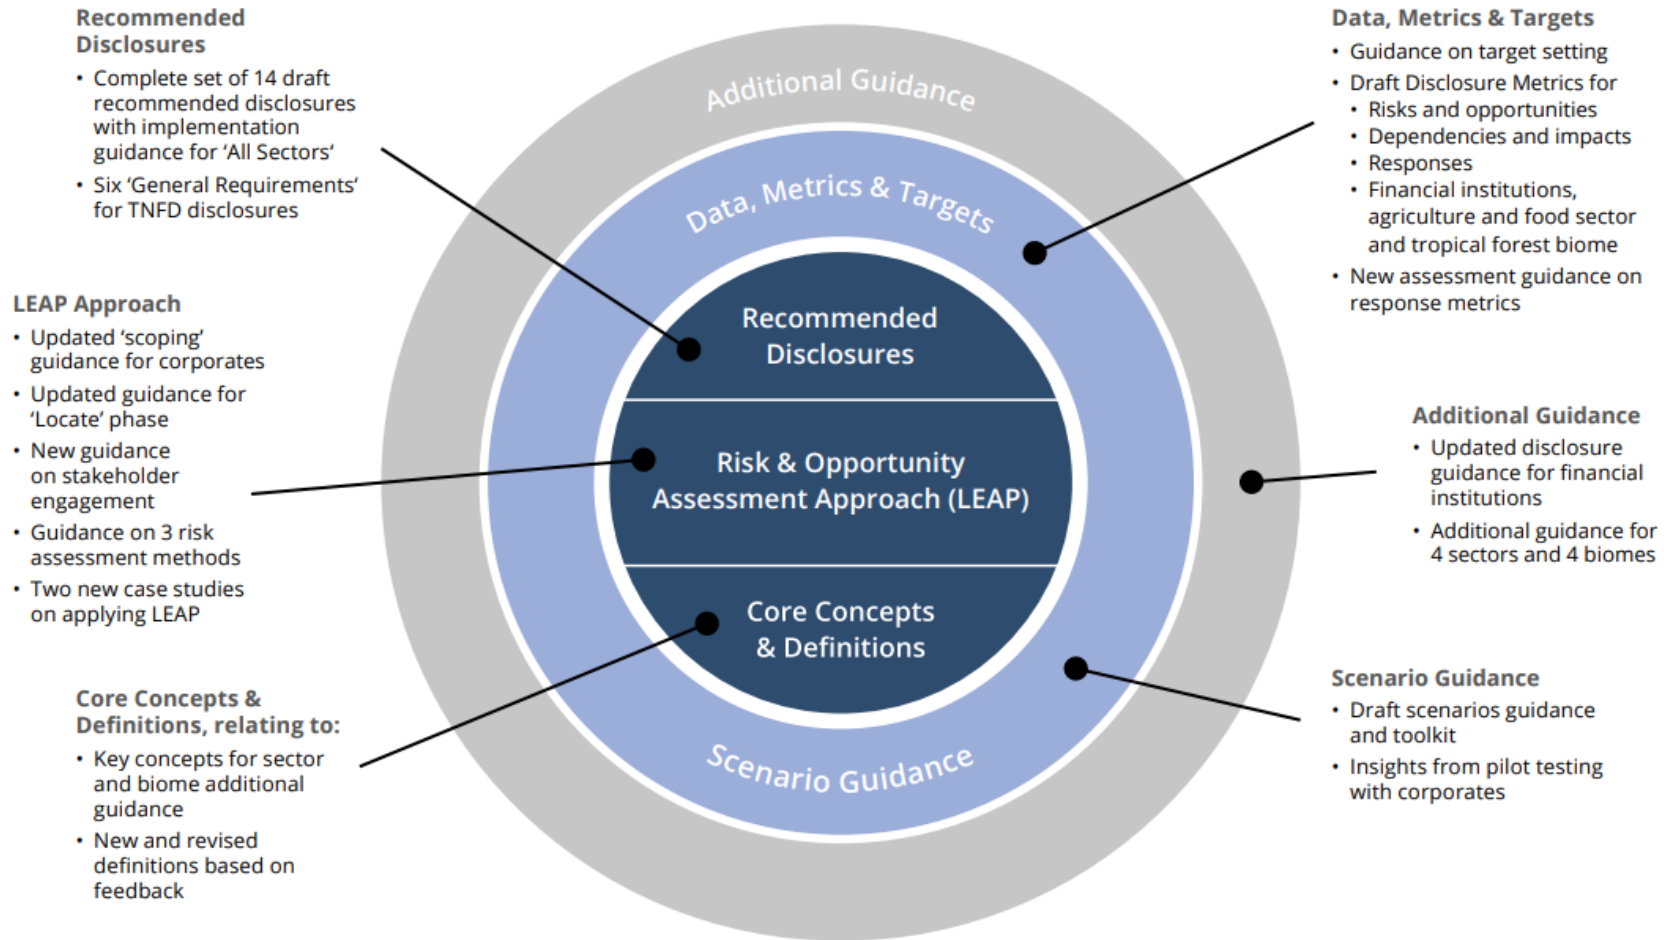 Recommended
Disclosures
• Complete set of 14 draft
recommended disclosures
with implementation
guidance for ‘All Sectors‘
• Six ‘General Requirements‘
for TNFD disclosures
LEAP Approach
• Updated ‘scoping’
guidance for corporates
• Updated guidance for
‘Locate’ phase
• New guidance
on stakeholder
engagement
• Guidance on 3 risk
assessment methods
• Two new case studies
on applying LEAP
Core Concepts &
Definitions, relating to:
• Key concepts for sector
and biome additional
guidance
• New and revised
definitions based on
feedback
Additional Guidance
Data, Metrics & Targets
Recommended
Disclosures
Risk & Opportunity
Assessment Approach (LEAP)
Core Concepts
& Definitions
Scenario Guidance
Data, Metrics & Targets
• Guidance on target setting
• Draft Disclosure Metrics for
• Risks and opportunities
• Dependencies and impacts
• Responses
• Financial institutions,
agriculture and food sector
and tropical forest biome
• New assessment guidance on
response metrics
Additional Guidance
• Updated disclosure
guidance for financial
institutions
• Additional guidance for
4 sectors and 4 biomes
Scenario Guidance
• Draft scenarios guidance
and toolkit
• Insights from pilot testing
with corporates